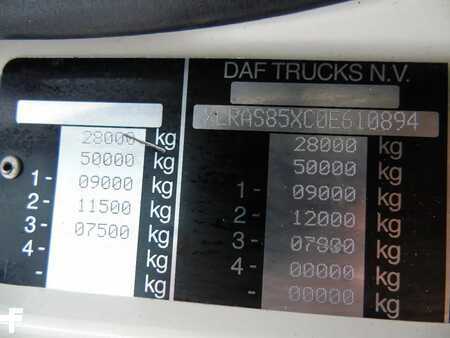 DAF TRUCKS N.V.
XLRAS85XC0E610894
28000 kg
50000 kg
1- 09000 kg
2- 11500 kg
3- 07500 kg
4- kg
- kg
28000 kg
50000 kg
1- 09000 kg
2- 12000 kg
3- 07800 kg
4- 00000 kg
- 00000 kg
F